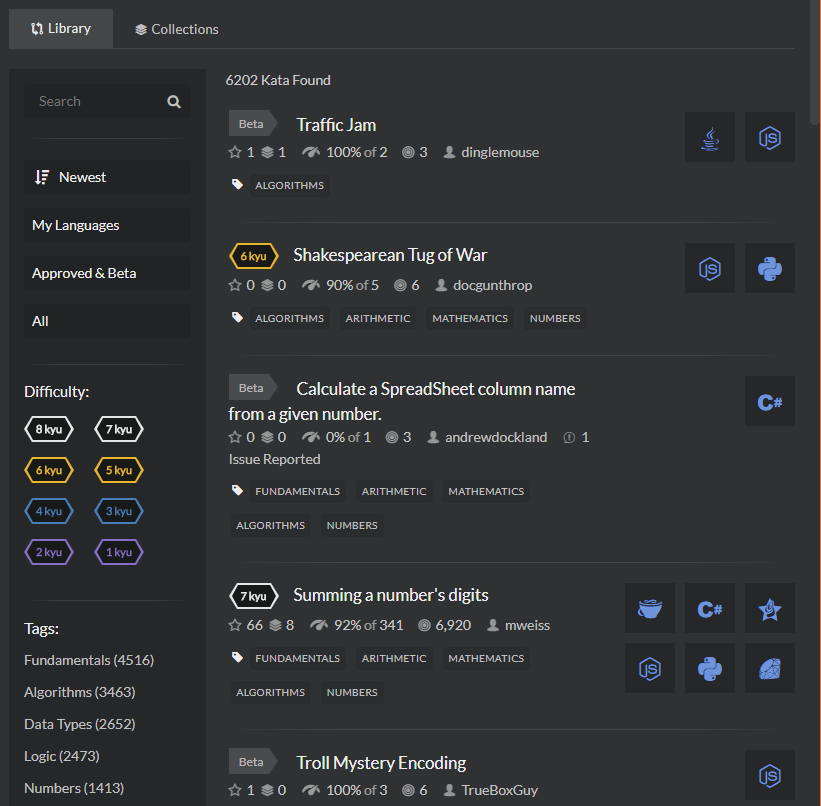 Library
Collections
Search
Newest
My Languages
Approved & Beta
All
Difficulty:
8 kyu 7 kyu
6 kyu 5 kyu
4 kyu 3 kyu
2 kyu 1 kyu
Tags:
Fundamentals (4516)
Algorithms (3463)
Data Types (2652)
Logic (2473)
Numbers (1413)
6202 Kata Found
Beta Traffic Jam
1 1 100% of 2 3 dinglemouse
ALGORITHMS
JS
6 kyu Shakespearean Tug of War
0 0 90% of 5 6 docgunthrop
ALGORITHMS ARITHMETIC MATHEMATICS NUMBERS
JS
Beta Calculate a SpreadSheet column name
from a given number.
0 0 0% of 1 3 andrewdockland 1
Issue Reported
FUNDAMENTALS ARITHMETIC MATHEMATICS
ALGORITHMS NUMBERS
C#
7 kyu Summing a number's digits
66 8 92% of 341 6,920 mweiss
FUNDAMENTALS ARITHMETIC MATHEMATICS
ALGORITHMS NUMBERS
C#
JS
Beta Troll Mystery Encoding
1 0 100% of 3 6 TrueBoxGuy
JS